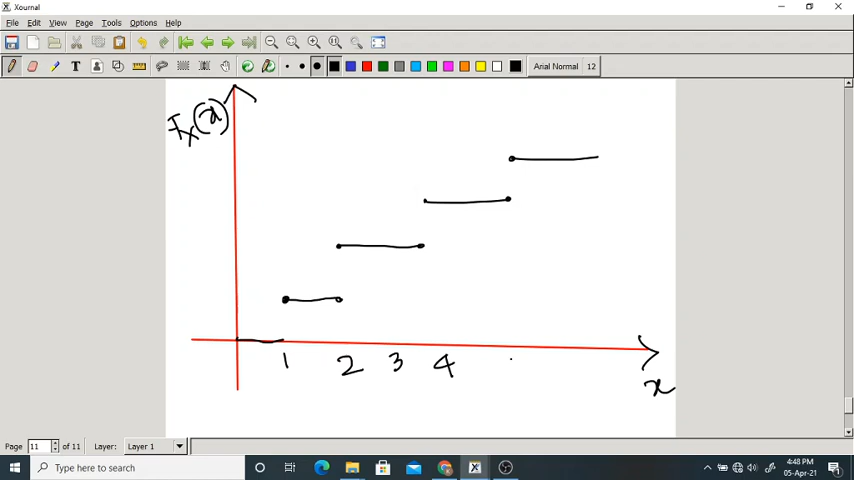 Xournal
File Edit View Page Tools Options Help
T Arial Normal 12
Fx(x)
1 2 3 4
x
Page 11 of 11 Layer: Layer 1
Type here to search
4:48 PM
05-Apr-21